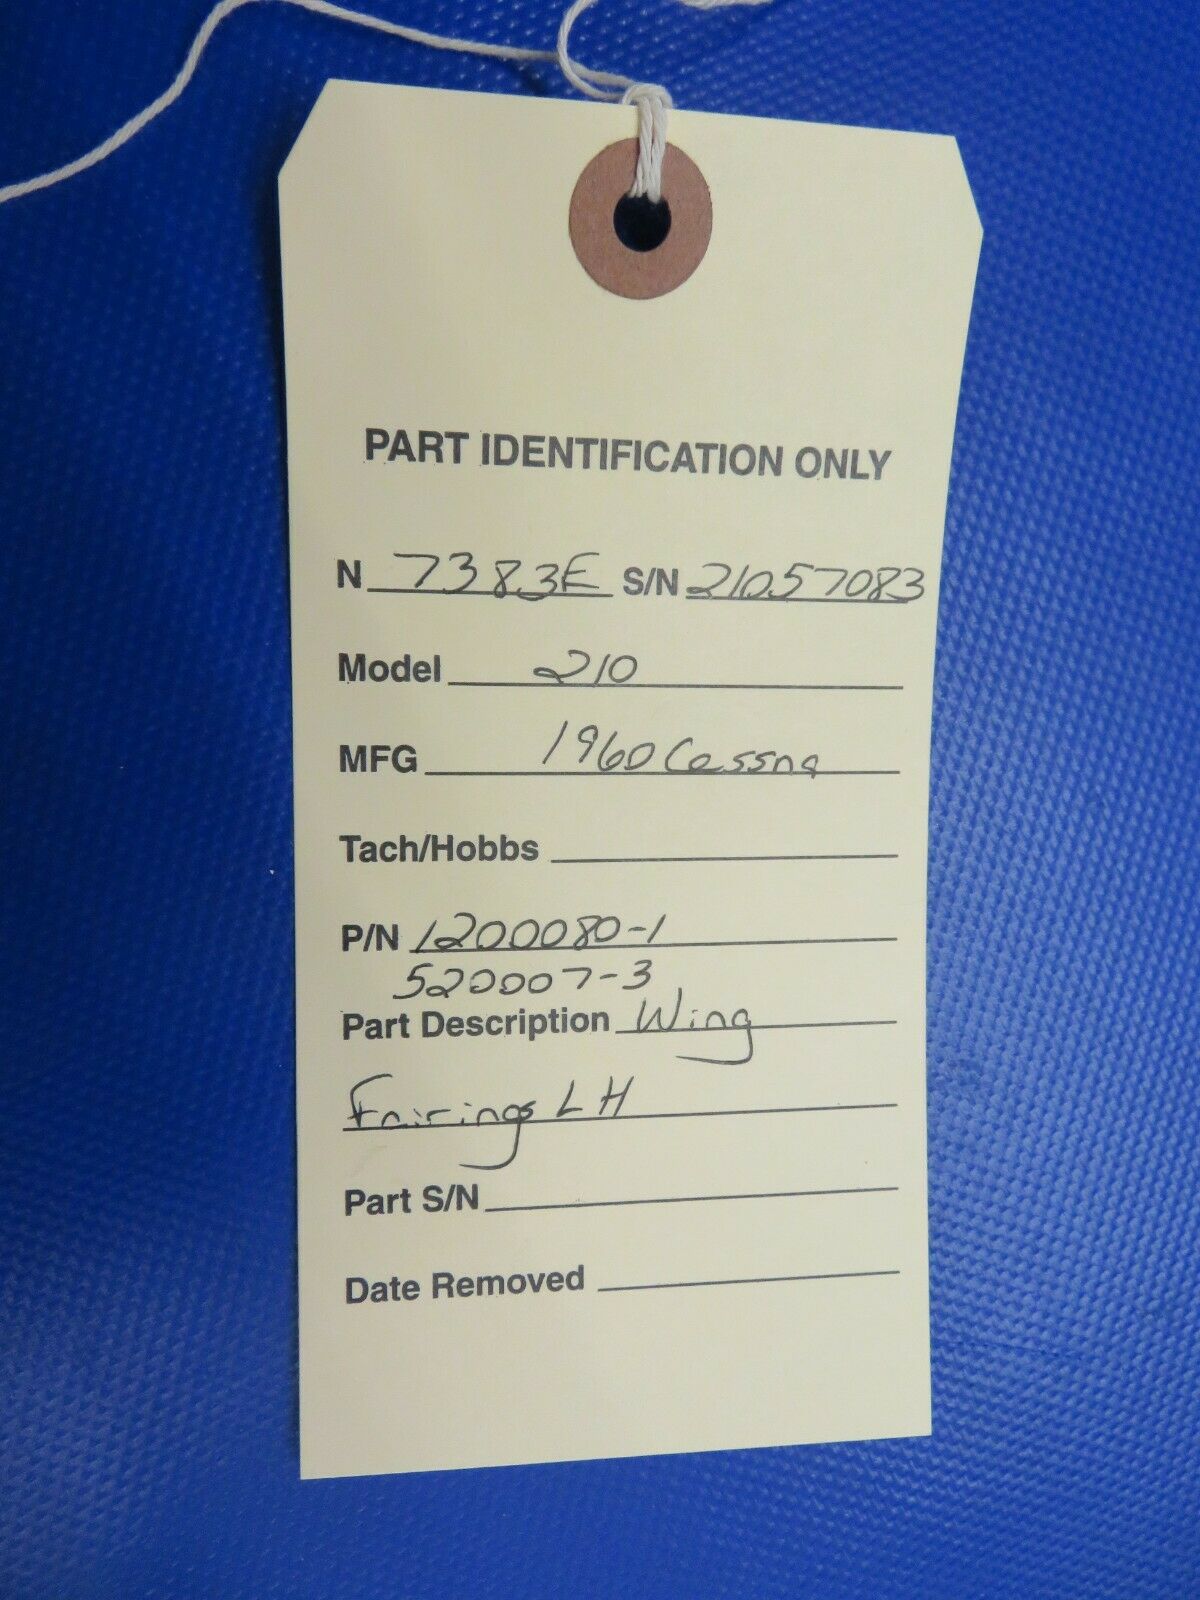 PART IDENTIFICATION ONLY
N 7383E S/N 21057083
Model 210
MFG 1960 Cessna
Tach/Hobbs
P/N 1200080-1
520007-3
Part Description Wing
Fairings LH
Part S/N
Date Removed